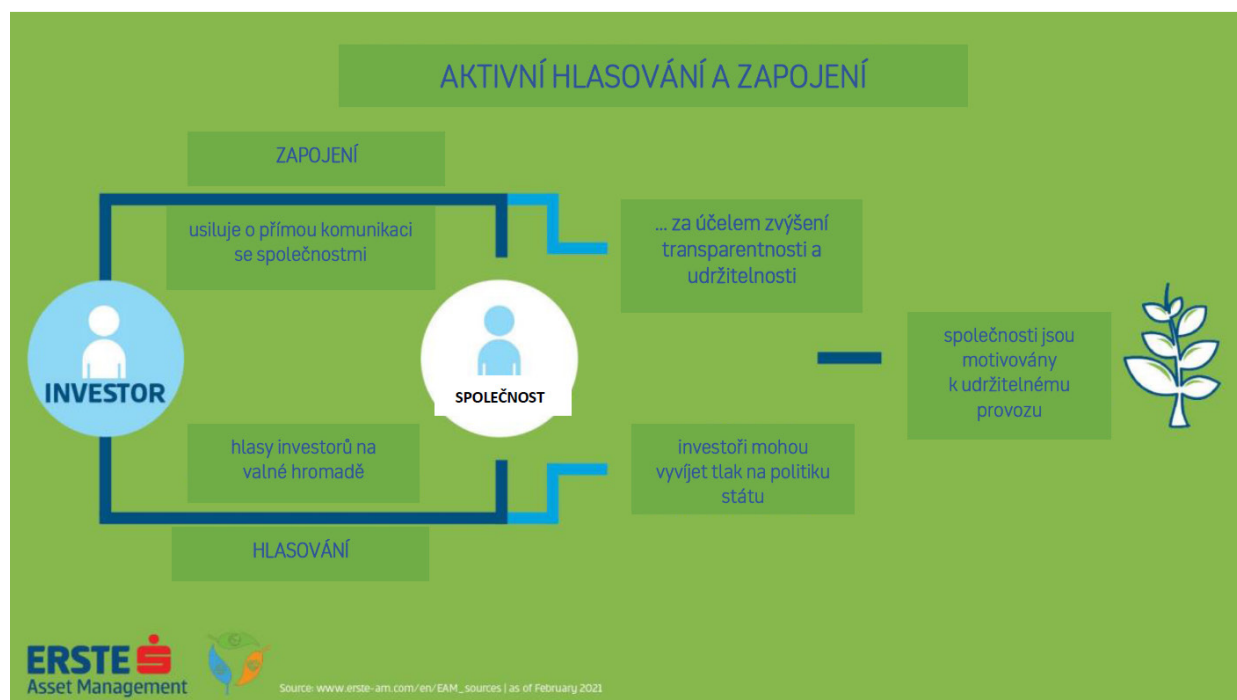 AKTIVNÍ HLASOVÁNÍ A ZAPOJENÍ
ZAPOJENÍ
usiluje o přímou komunikaci
se společnostmi
... za účelem zvýšení
transparentnosti a
udržitelnosti
INVESTOR
SPOLEČNOST
společnosti jsou
motivovány
k udržitelnému
provozu
hlasy investorů na
valné hromadě
investoři mohou
vyvíjet tlak na politiku
státu
HLASOVÁNÍ
ERSTE
Asset Management
Source: www.erste-am.com/en/EAM_sources | as of February 2021